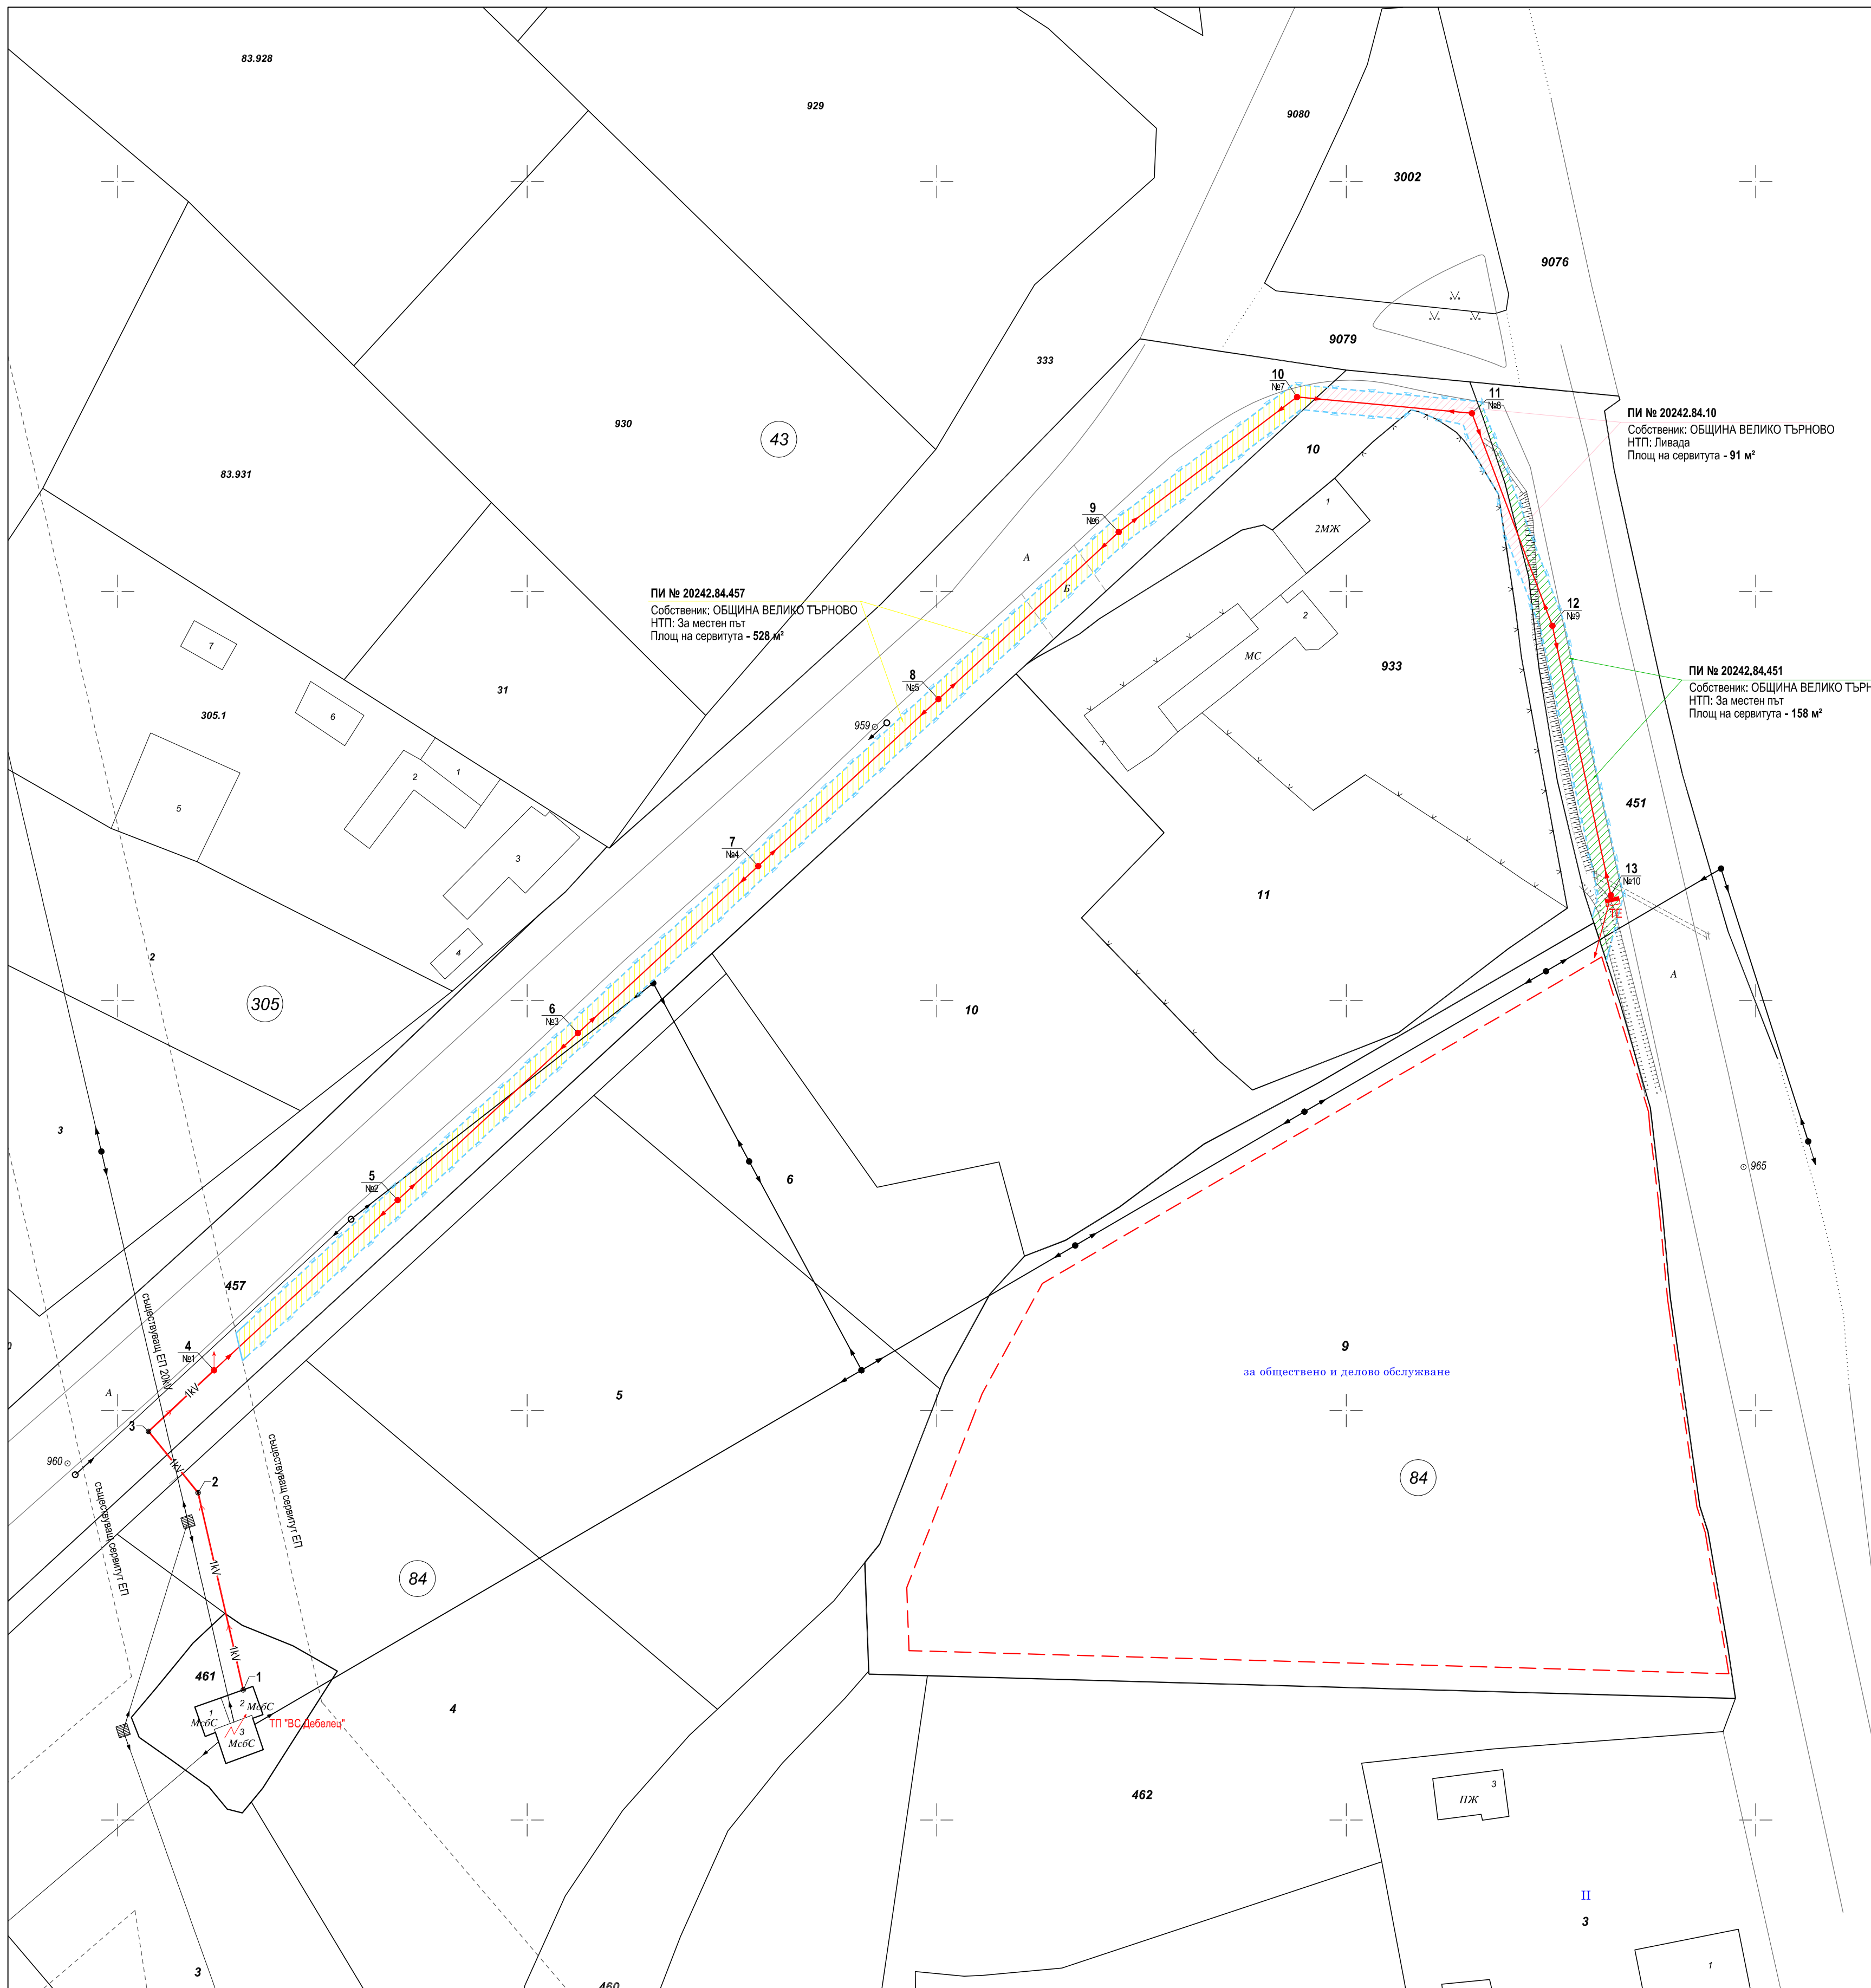 83.928
929
9080
3002
9076
9079
333
930
43
83.931
10
№7
11
№8
ПИ № 20242.84.10
Собственик: ОБЩИНА ВЕЛИКО ТЪРНОВО
НТП: Ливада
Площ на сервитута - 91 м²
10
1
2МЖ
9
№6
А
Б
ПИ № 20242.84.457
Собственик: ОБЩИНА ВЕЛИКО ТЪРНОВО
НТП: За местен път
Площ на сервитута - 528 м²
12
№9
2
МС
933
7
6
31
305.1
8
№5
959
ПИ № 20242.84.451
Собственик: ОБЩИНА ВЕЛИКО ТЪРН
НТП: За местен път
Площ на сервитута - 158 м²
1
2
5
3
451
7
№4
13
№10
ТЕ
11
4
2
305
6
№3
10
А
3
965
5
№2
6
457
съществуващ ЕП 20kV
4
№1
9
за обществено и делово обслужване
1kV
А
5
3
1kV
960
2
съществуващ сервитут ЕП
съществуващ сервитут ЕП
84
1kV
84
1kV
461
1
2
МсбС
1
МсбС
3
МсбС
ТП "ВС Дебелец"
4
462
3
ПЖ
II
3
1
3
460